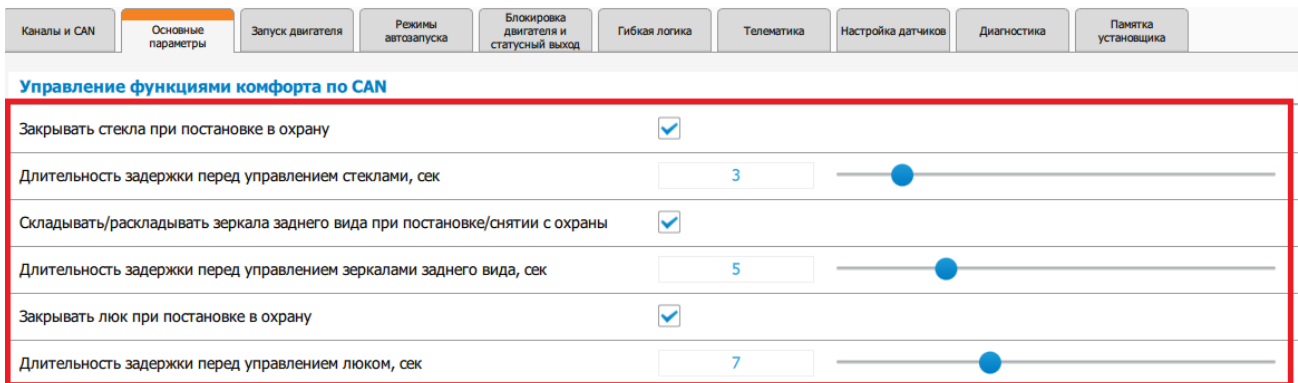 Каналы и CAN
Основные
параметры
Запуск двигателя
Режимы
автозапуска
Блокировка
двигателя и
статусный выход
Гибкая логика
Телематика
Настройка датчиков
Диагностика
Памятка
установщика
Управление функциями комфорта по CAN
Закрывать стекла при постановке в охрану
Длительность задержки перед управлением стеклами, сек 3
Складывать/раскладывать зеркала заднего вида при постановке/снятии с охраны
Длительность задержки перед управлением зеркалами заднего вида, сек 5
Закрывать люк при постановке в охрану
Длительность задержки перед управлением люком, сек 7